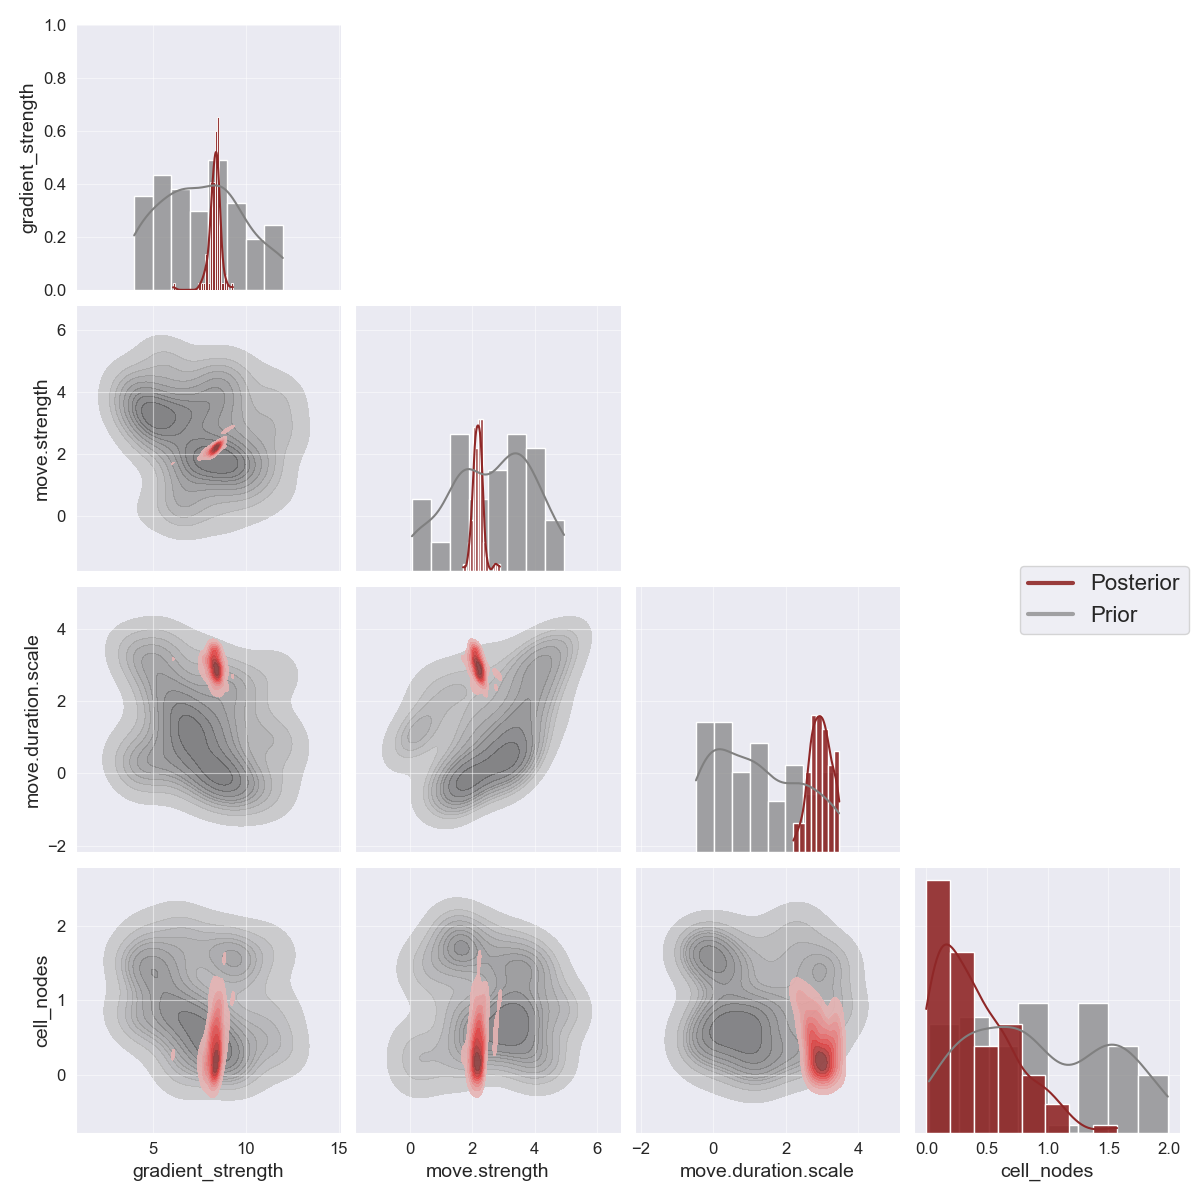 1.0
0.8
0.6
0.4
0.2
0.0
gradient_strength
6
4
2
0
move.strength
4
2
0
−2
move.duration.scale
Posterior
Prior
2
1
0
cell_nodes
5 10 15
0 2 4 6
−2 0 2 4
0.0 0.5 1.0 1.5 2.0
gradient_strength
move.strength
move.duration.scale
cell_nodes